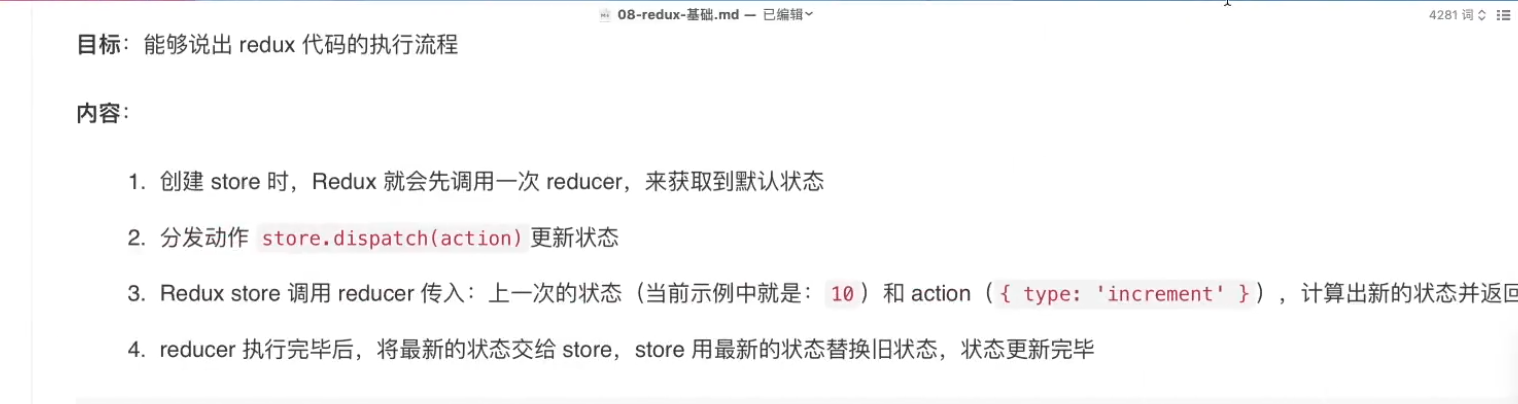 08-redux-基础.md — 已编辑
4281 词
目标：能够说出 redux 代码的执行流程
内容：
1. 创建 store 时，Redux 就会先调用一次 reducer，来获取到默认状态
2. 分发动作 store.dispatch(action) 更新状态
3. Redux store 调用 reducer 传入：上一次的状态（当前示例中就是：10）和 action（{ type: 'increment' }），计算出新的状态并返回
4. reducer 执行完毕后，将最新的状态交给 store，store 用最新的状态替换旧状态，状态更新完毕